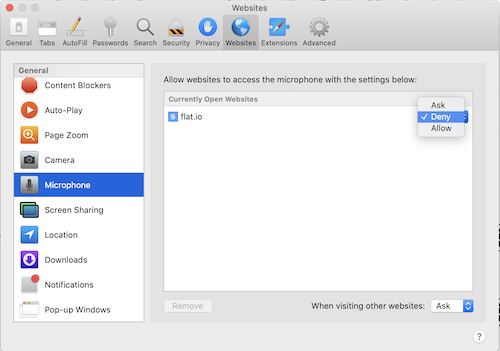 Websites
General Tabs AutoFill Passwords Search Security Privacy Websites Extensions Advanced
General
Content Blockers
Auto-Play
Page Zoom
Camera
Microphone
Screen Sharing
Location
Downloads
Notifications
Pop-up Windows
Allow websites to access the microphone with the settings below:
Currently Open Websites
flat.io
Ask
✓ Deny
Allow
Remove
When visiting other websites: Ask
?